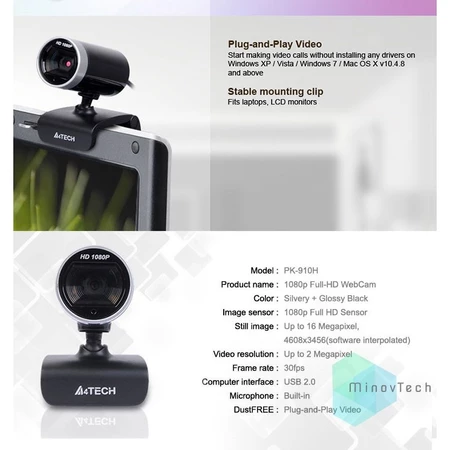 HD 1080P
A4TECH
Plug-and-Play Video
Start making video calls without installing any drivers on
Windows XP / Vista / Windows 7 / Mac OS X v10.4.8
and above
Stable mounting clip
Fits laptops, LCD monitors
HD 1080P
A4TECH
Model : PK-910H
Product name : 1080p Full-HD WebCam
Color : Silvery + Glossy Black
Image sensor : 1080p Full HD Sensor
Still image : Up to 16 Megapixel,
4608x3456(software interpolated)
Video resolution : Up to 2 Megapixel
Frame rate : 30fps
Computer interface : USB 2.0
Microphone : Built-in
DustFREE : Plug-and-Play Video
MinovTech